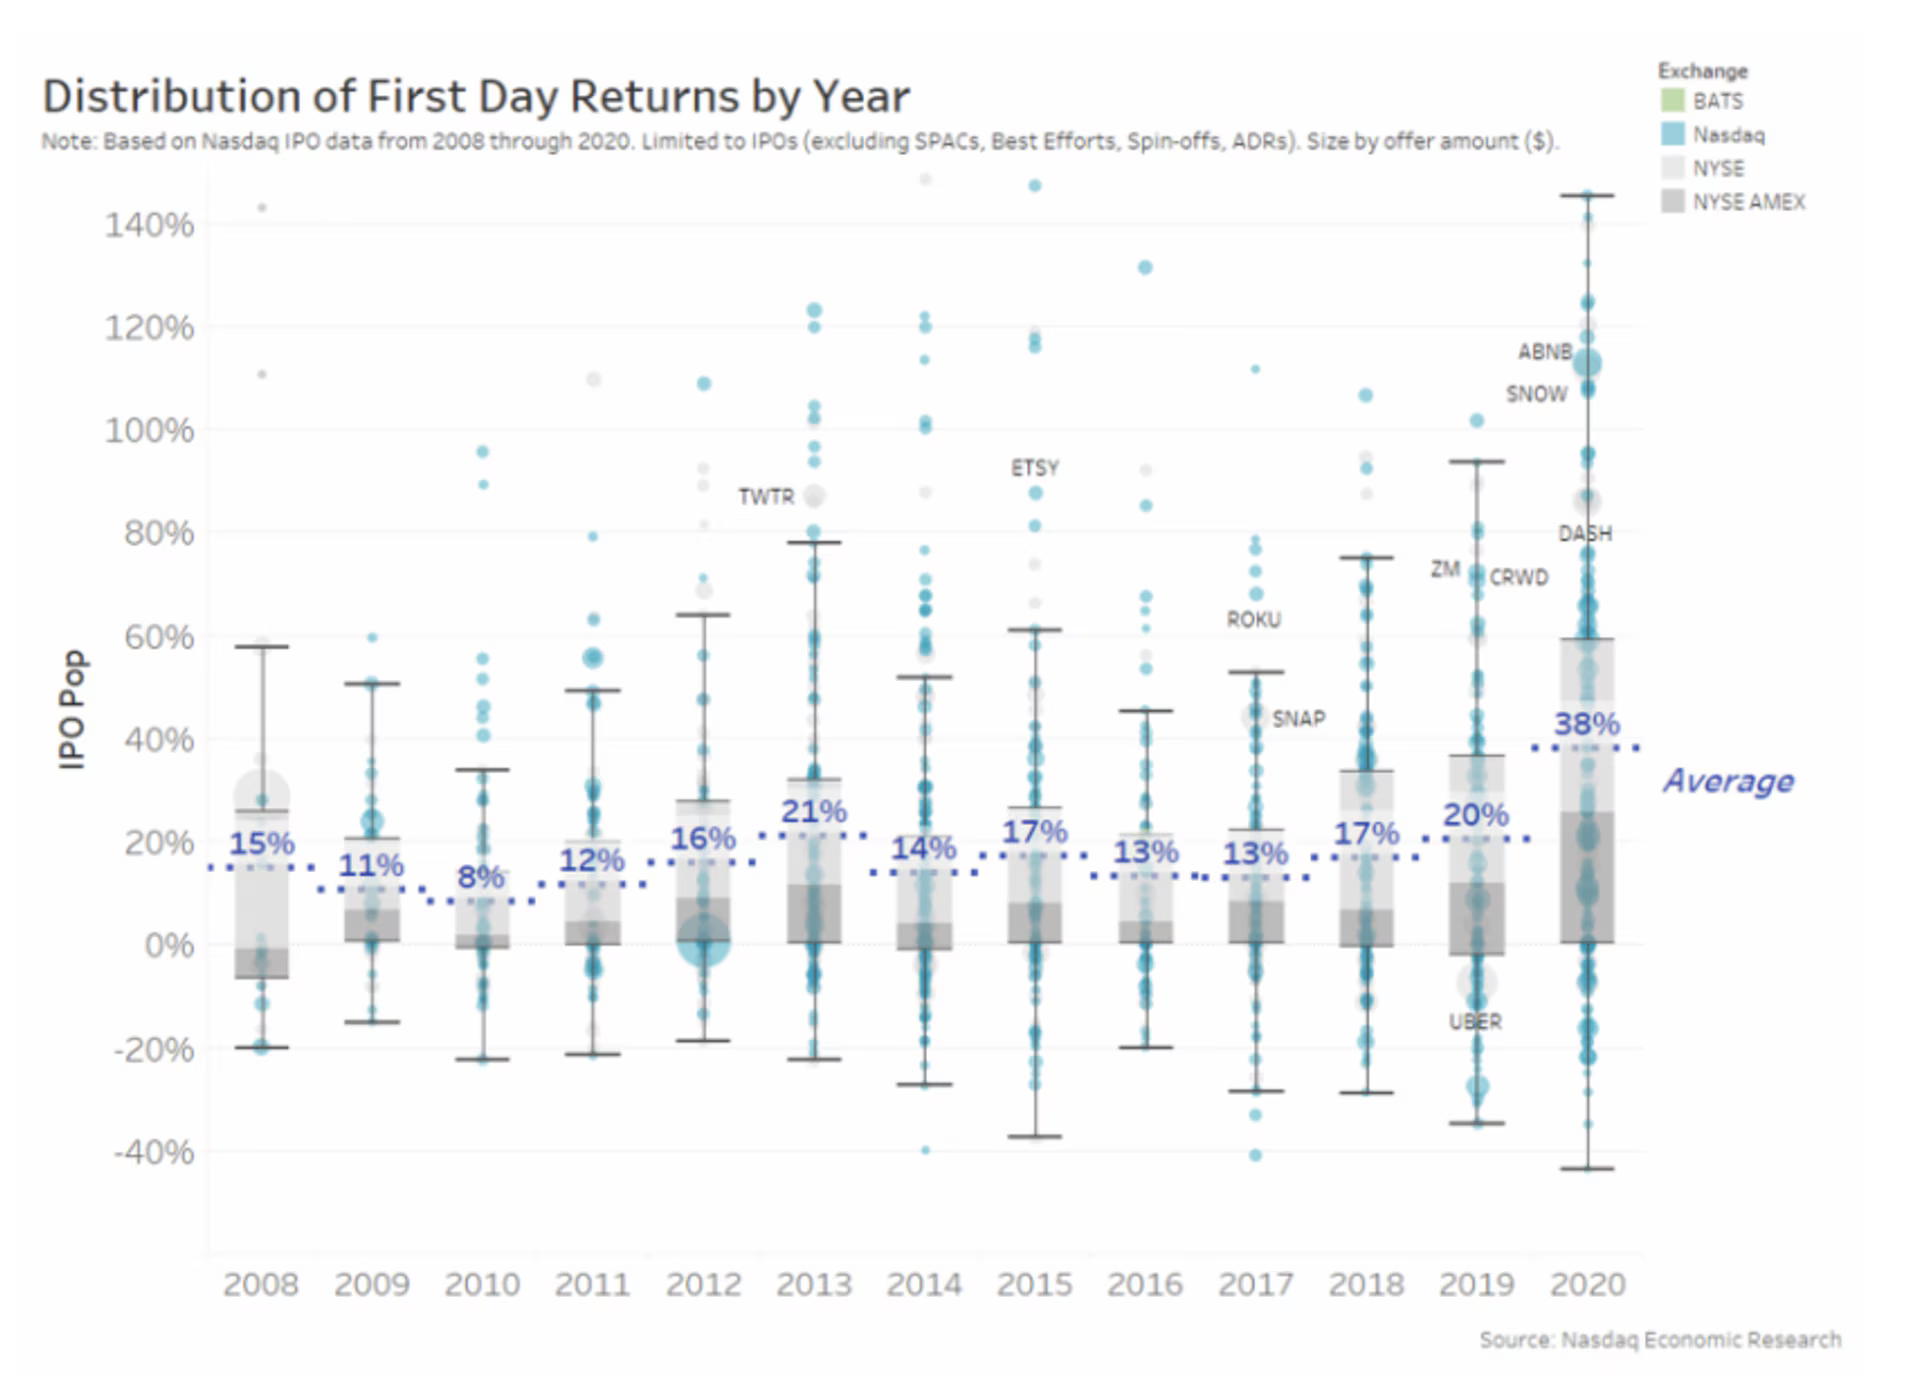 Distribution of First Day Returns by Year
Note: Based on Nasdaq IPO data from 2008 through 2020. Limited to IPOs (excluding SPACs, Best Efforts, Spin-offs, ADRs). Size by offer amount ($).
Exchange
BATS
Nasdaq
NYSE
NYSE AMEX
IPO Pop
140%
120%
100%
80%
60%
40%
20%
0%
-20%
-40%
ABNB
SNOW
ETSY
TWTR
DASH
ZM
CRWD
ROKU
SNAP
UBER
15%
11%
8%
12%
16%
21%
14%
17%
13%
13%
17%
20%
38%
Average
2008 2009 2010 2011 2012 2013 2014 2015 2016 2017 2018 2019 2020
Source: Nasdaq Economic Research